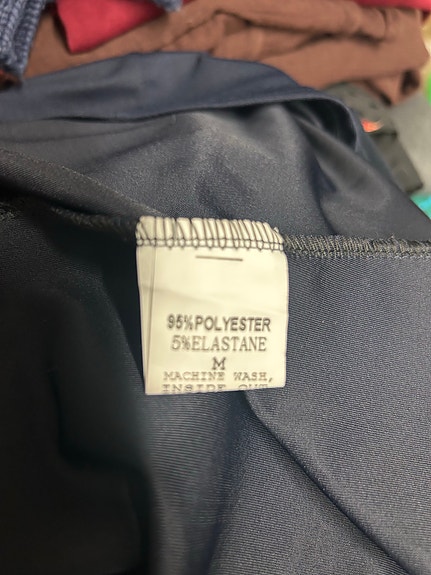 95%POLYESTER
5%ELASTANE
M
MACHINE WASH,
INSIDE OUT